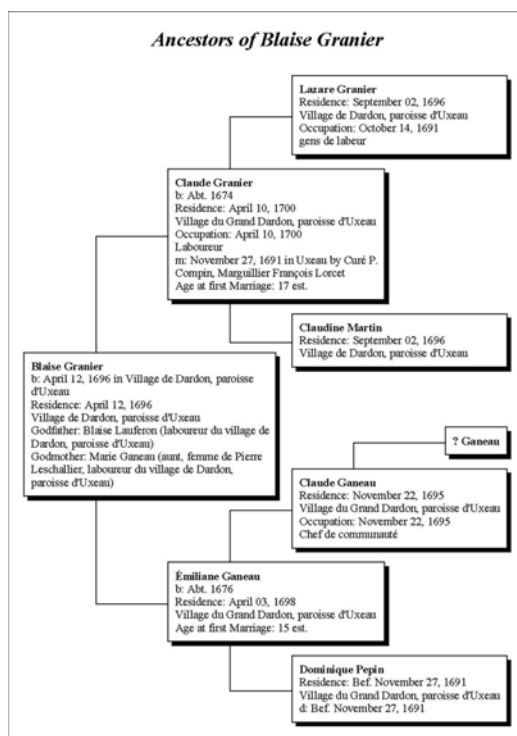 Ancestors of Blaise Granier
Lazare Granier
Residence: September 02, 1696
Village de Dardon, paroisse d'Uxeau
Occupation: October 14, 1691
gens de labeur
Claude Granier
b: Abt. 1674
Residence: April 10, 1700
Village du Grand Dardon, paroisse d'Uxeau
Occupation: April 10, 1700
Laboureur
m: November 27, 1691 in Uxeau by Curé P.
Compin, Marguillier François Lorcet
Age at first Marriage: 17 est.
Claudine Martin
Residence: September 02, 1696
Village de Dardon, paroisse d'Uxeau
Blaise Granier
b: April 12, 1696 in Village de Dardon, paroisse
d'Uxeau
Residence: April 12, 1696
Village de Dardon, paroisse d'Uxeau
Godfather: Blaise Lauferon (laboureur du village de
Dardon, paroisse d'Uxeau)
Godmother: Marie Ganeau (aunt, femme de Pierre
Leschallier, laboureur du village de Dardon,
paroisse d'Uxeau)
? Ganeau
Claude Ganeau
Residence: November 22, 1695
Village du Grand Dardon, paroisse d'Uxeau
Occupation: November 22, 1695
Chef de communauté
Émiliane Ganeau
b: Abt. 1676
Residence: April 03, 1698
Village du Grand Dardon, paroisse d'Uxeau
Age at first Marriage: 15 est.
Dominique Pepin
Residence: Bef. November 27, 1691
Village du Grand Dardon, paroisse d'Uxeau
d: Bef. November 27, 1691